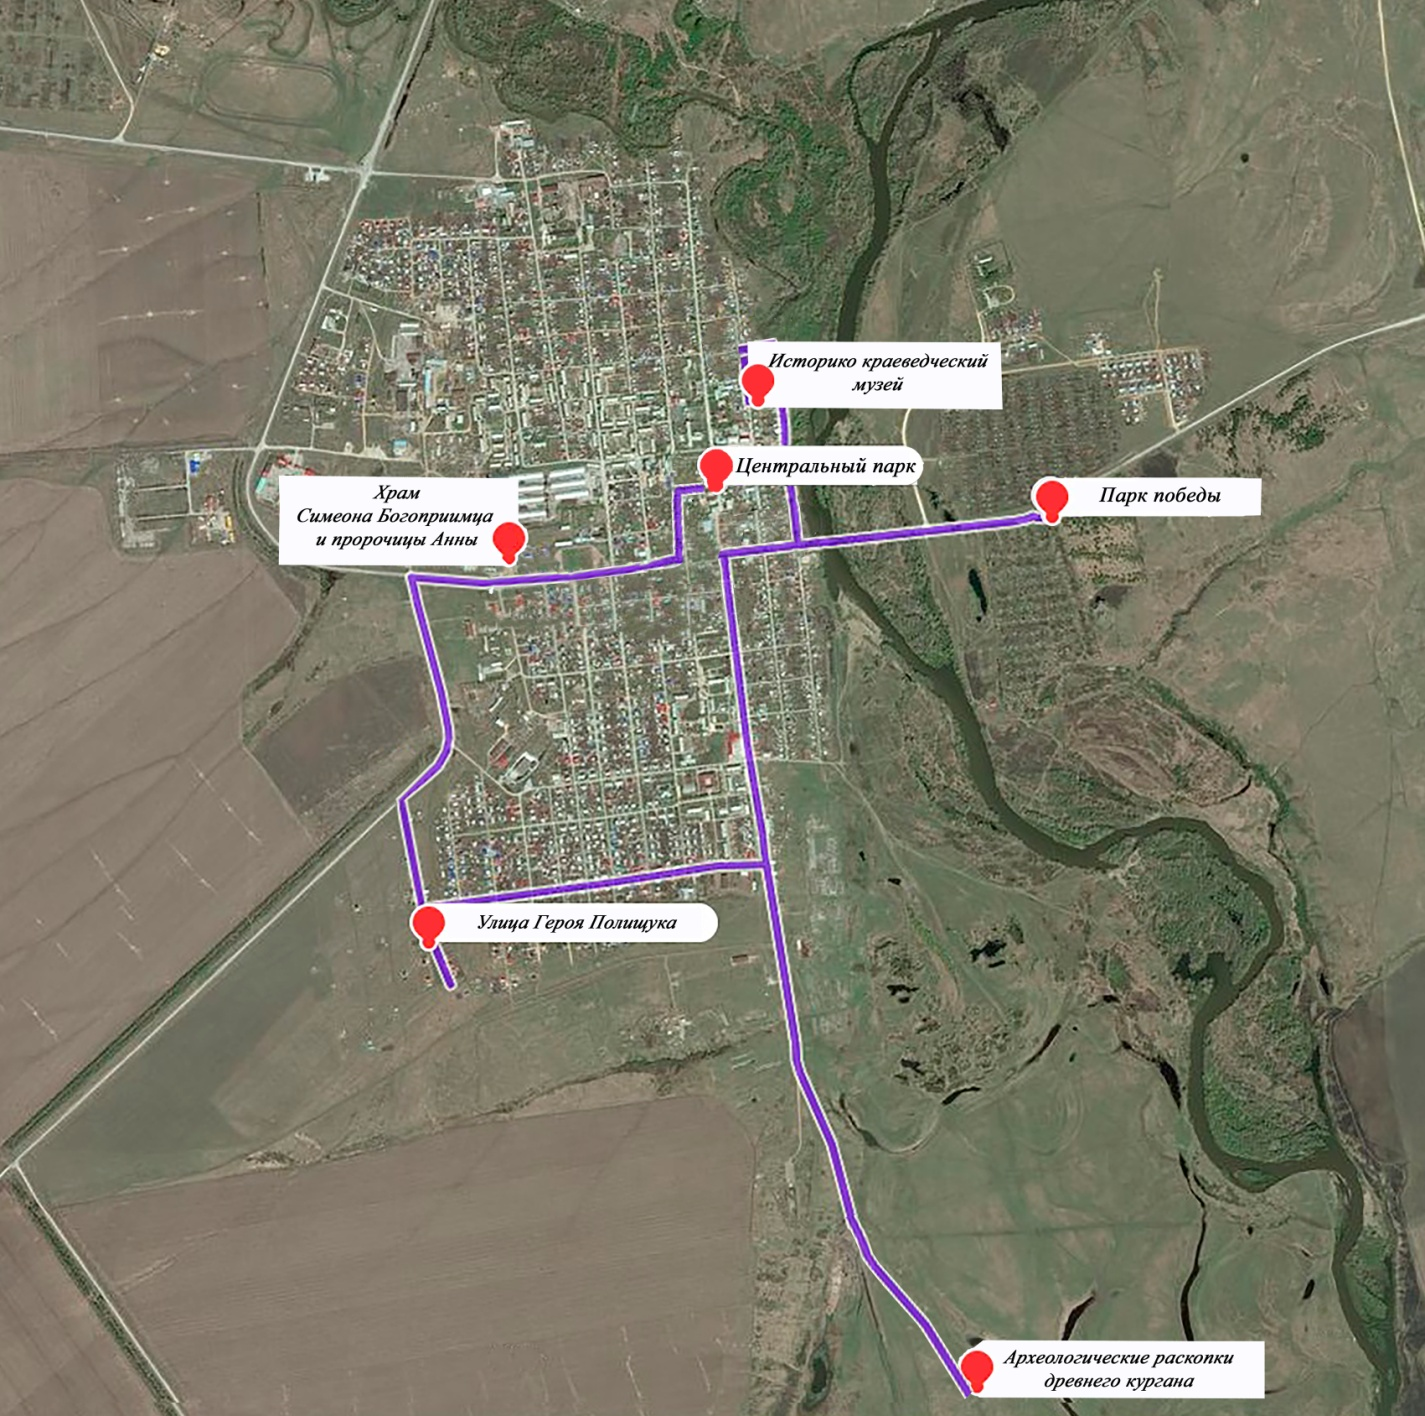 Историко краеведческий
музей
Центральный парк
Храм
Симеона Богоприимца
и пророчицы Анны
Парк победы
Улица Героя Полищука
Археологические раскопки
древнего кургана